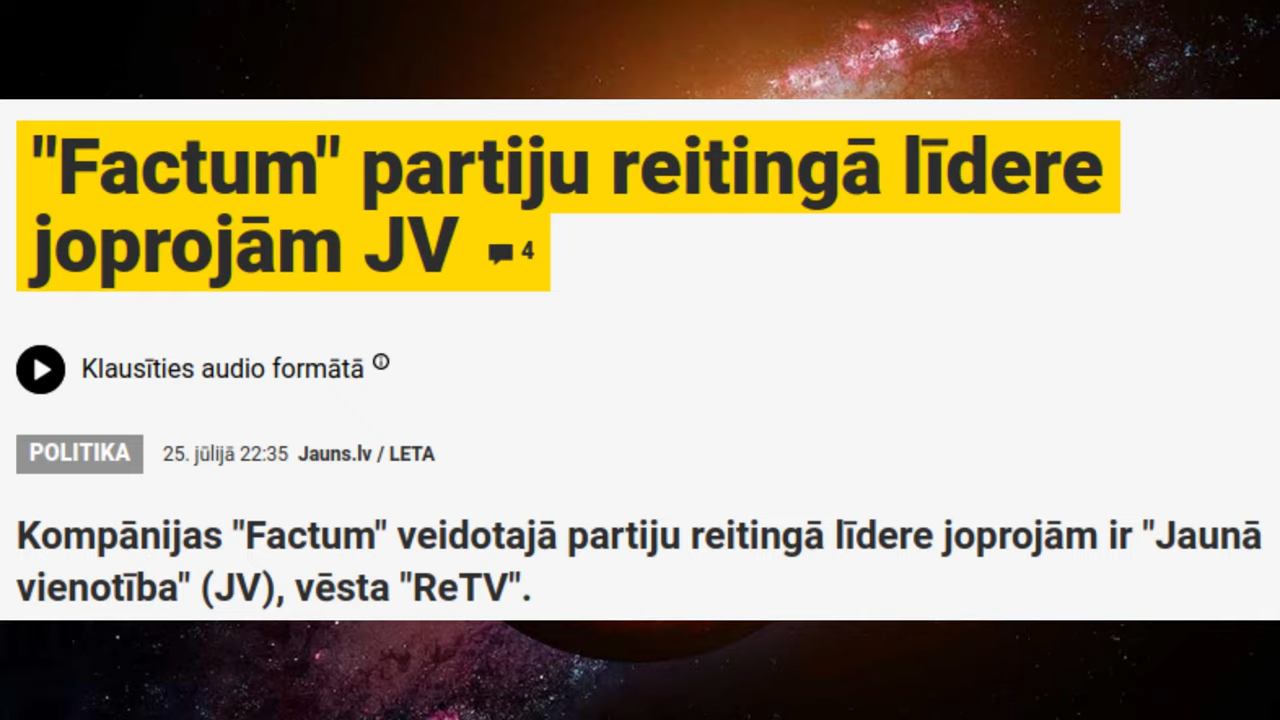 "Factum" partiju reitingā līdere
joprojām JV 4
Klausīties audio formātā
POLITIKA 25. jūlijā 22:35 Jauns.lv / LETA
Kompānijas "Factum" veidotajā partiju reitingā līdere joprojām ir "Jaunā
vienotība" (JV), vēsta "ReTV".